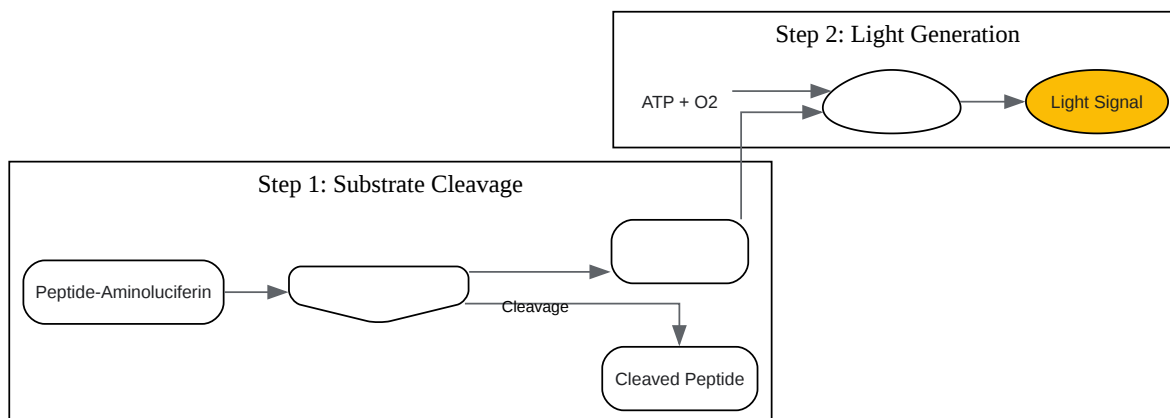 Step 2: Light Generation
ATP + O2
Light Signal
Step 1: Substrate Cleavage
Peptide-Aminoluciferin
Cleavage
Cleaved Peptide